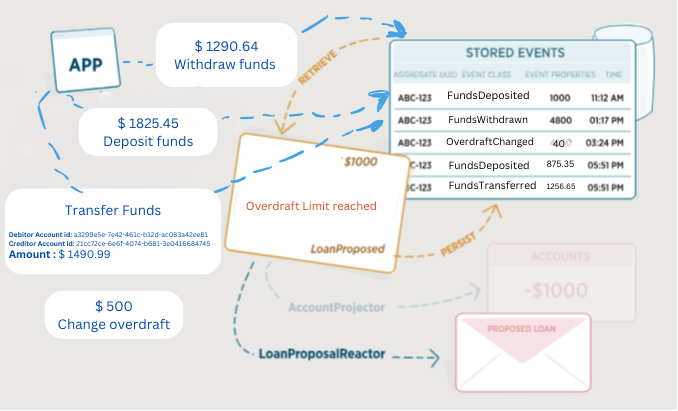 APP
$ 1290.64
Withdraw funds
$ 1825.45
Deposit funds
Transfer Funds
Debitor Account id: a3299e5e-7e42-461c-b12d-ac083a42ee81
Creditor Account id: 21cc72ce-6e6f-4074-b681-3e0416684745
Amount : $ 1490.99
$ 500
Change overdraft
RETRIEVE
STORED EVENTS
AGGREGATE UUID EVENT CLASS EVENT PROPERTIES TIME
ABC-123 FundsDeposited 1000 11:12 AM
ABC-123 FundsWithdrawn 4800 01:17 PM
ABC-123 OverdraftChanged 40 03:24 PM
ABC-123 FundsDeposited 875.35 05:51 PM
C-123 FundsTransferred 1256.65 05:51 PM
$1000
Overdraft Limit reached
LoanProposed
PERSIST
ACCOUNTS
-$1000
AccountProjector
PROPOSED LOAN
LoanProposalReactor